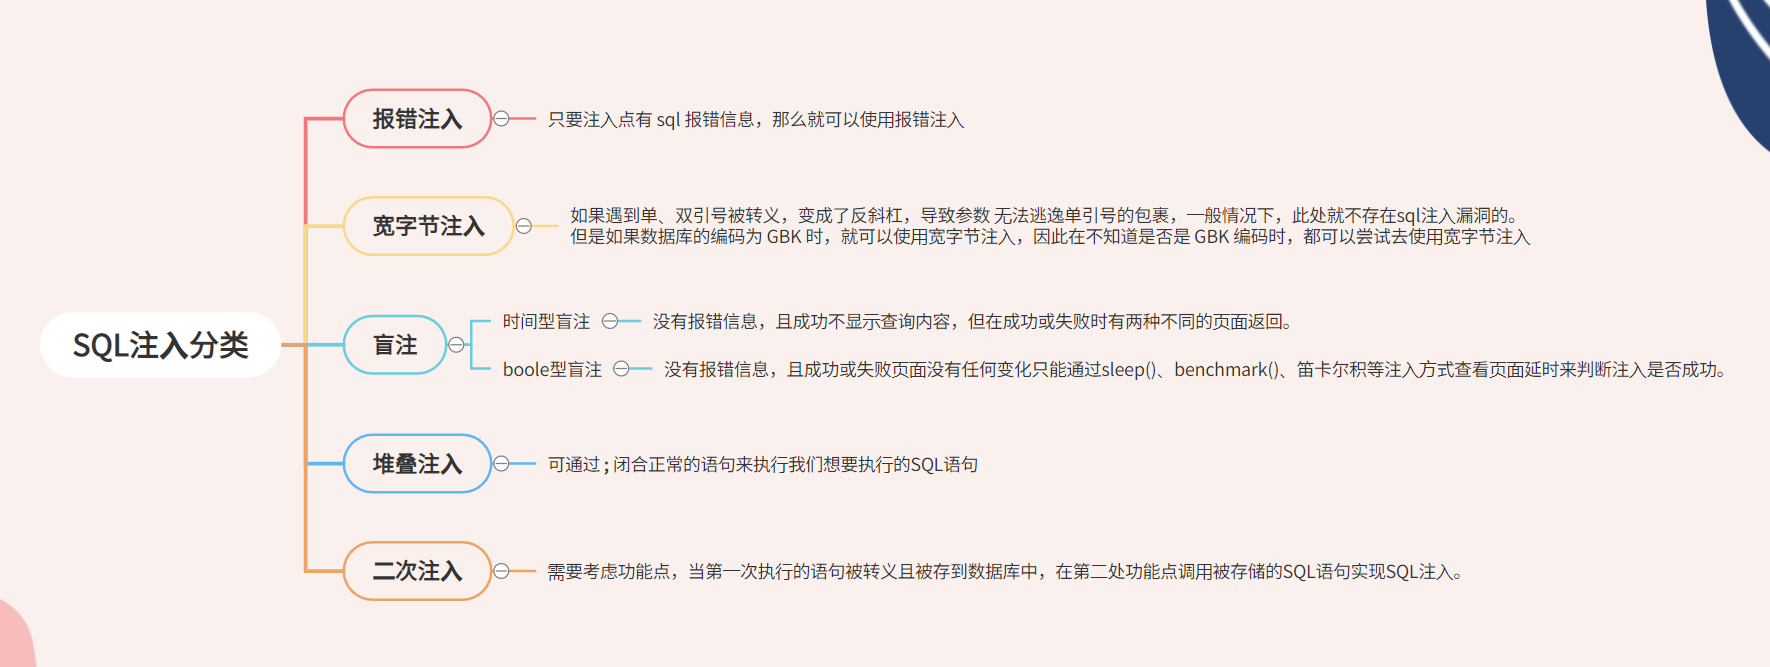 SQL注入分类
报错注入
只要注入点有 sql 报错信息，那么就可以使用报错注入
宽字节注入
如果遇到单、双引号被转义，变成了反斜杠，导致参数 无法逃逸单引号的包裹，一般情况下，此处就不存在sql注入漏洞的。
但是如果数据库的编码为 GBK 时，就可以使用宽字节注入，因此在不知道是否是 GBK 编码时，都可以尝试去使用宽字节注入
盲注
时间型盲注
没有报错信息，且成功不显示查询内容，但在成功或失败时有两种不同的页面返回。
boole型盲注
没有报错信息，且成功或失败页面没有任何变化只能通过sleep()、benchmark()、笛卡尔积等注入方式查看页面延时来判断注入是否成功。
堆叠注入
可通过 ; 闭合正常的语句来执行我们想要执行的SQL语句
二次注入
需要考虑功能点，当第一次执行的语句被转义且被存到数据库中，在第二处功能点调用被存储的SQL语句实现SQL注入。